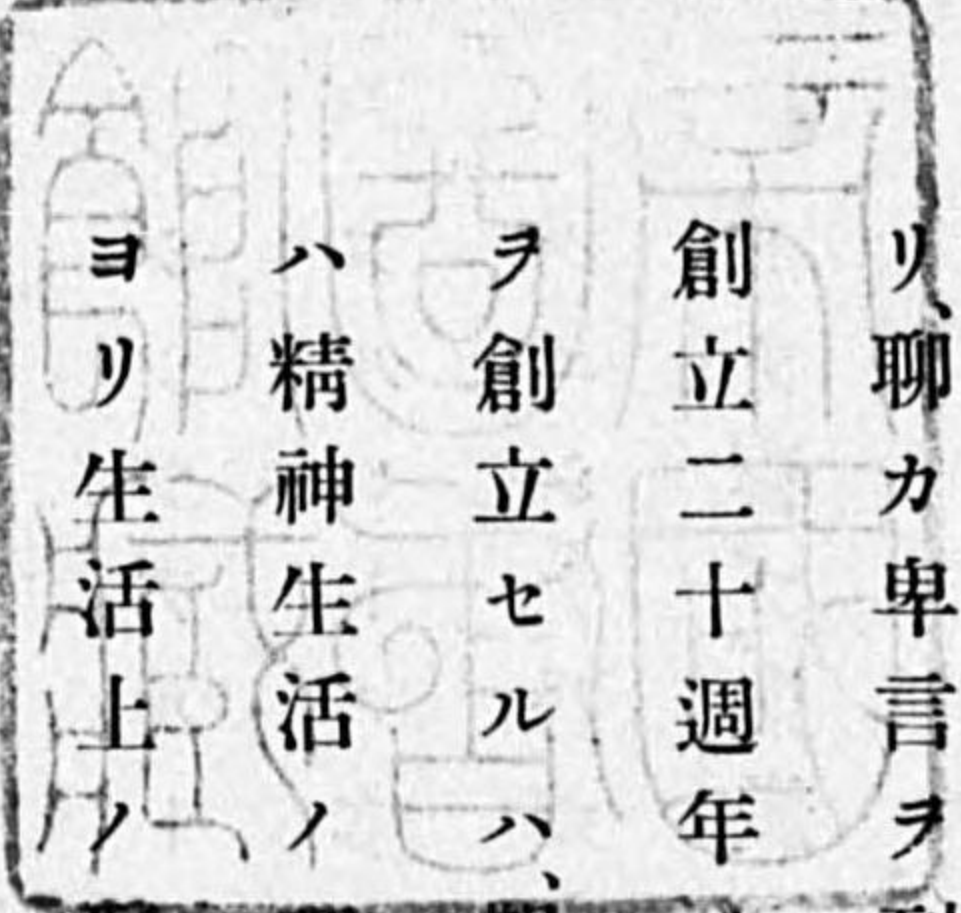 リ、聊カ卑言ヲ
創立二十週年
ヲ創立セルハ、
ハ精神生活ノ
ヨリ生活上ノ